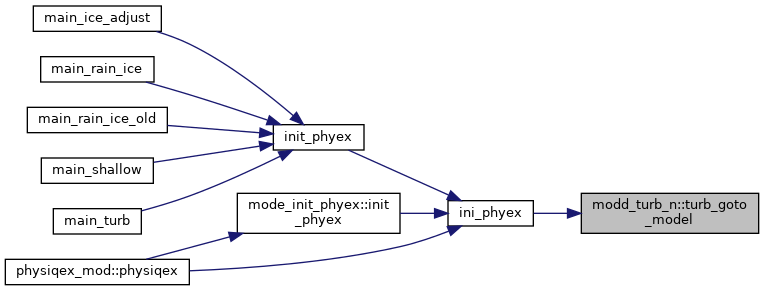 main_ice_adjust
main_rain_ice
main_rain_ice_old
main_shallow
main_turb
physiqex_mod::physiqex
init_phyex
mode_init_phyex::init
_phyex
ini_phyex
modd_turb_n::turb_goto
_model